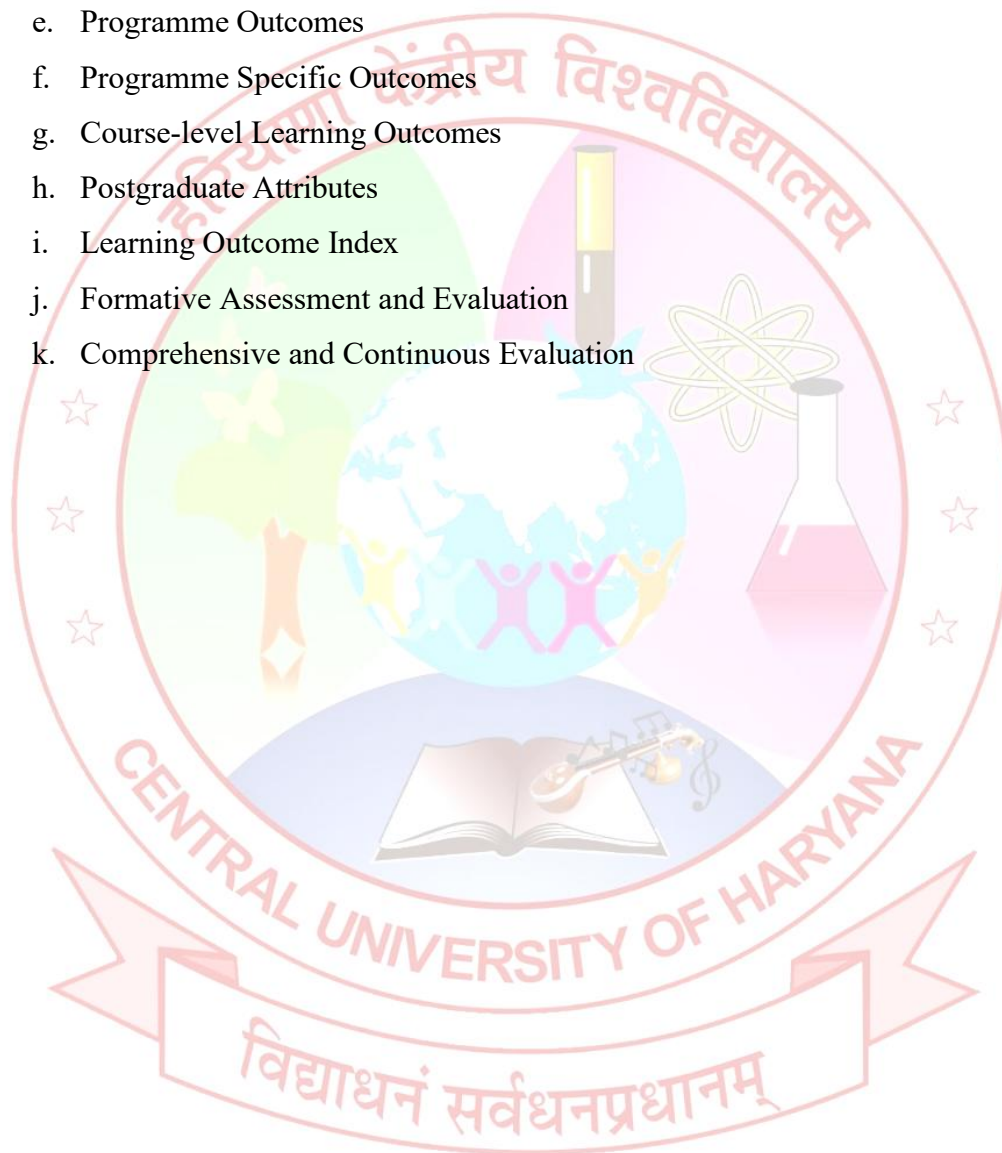 e. Programme Outcomes
f. Programme Specific Outcomes
g. Course-level Learning Outcomes
h. Postgraduate Attributes
i. Learning Outcome Index
j. Formative Assessment and Evaluation
k. Comprehensive and Continuous Evaluation
हरियाणा केंद्रीय विश्वविद्यालय
CENTRAL UNIVERSITY OF HARYANA
विद्याधनं सर्वधनप्रधानम्